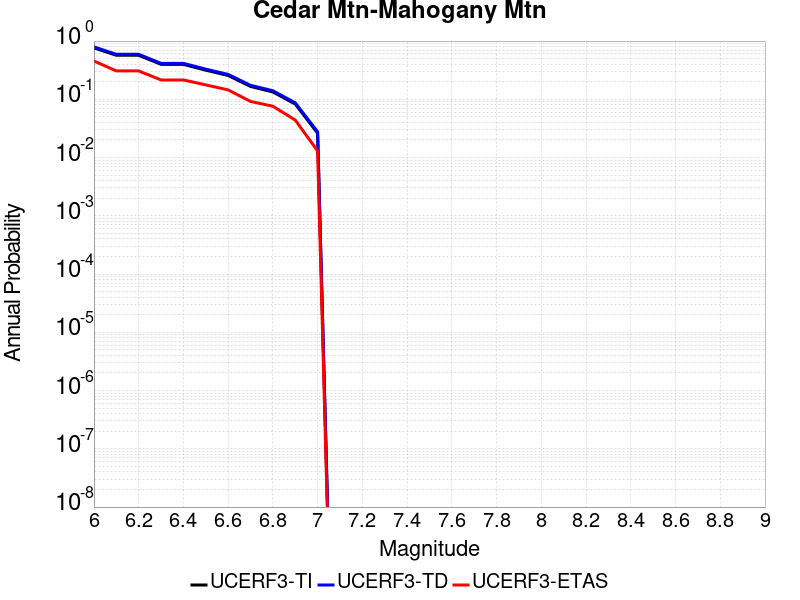 Cedar Mtn-Mahogany Mtn
10^0
10^-1
10^-2
10^-3
10^-4
10^-5
10^-6
10^-7
10^-8
Annual Probability
6 6.2 6.4 6.6 6.8 7 7.2 7.4 7.6 7.8 8 8.2 8.4 8.6 8.8 9
Magnitude
UCERF3-TI UCERF3-TD UCERF3-ETAS